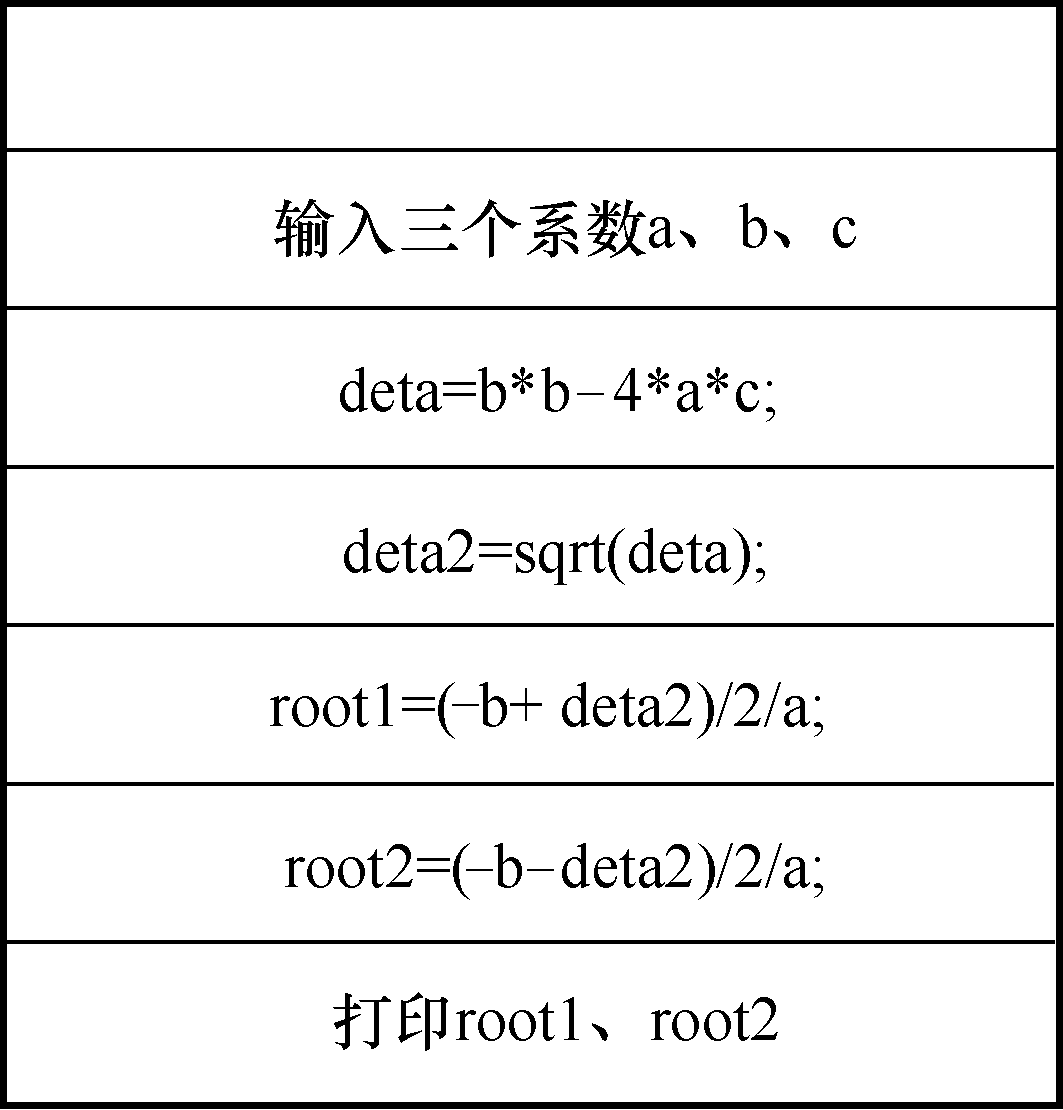 输入三个系数a、b、c
deta=b*b–4*a*c;
deta2=sqrt(deta);
root1=(–b+ deta2)/2/a;
root2=(–b–deta2)/2/a;
打印root1、root2